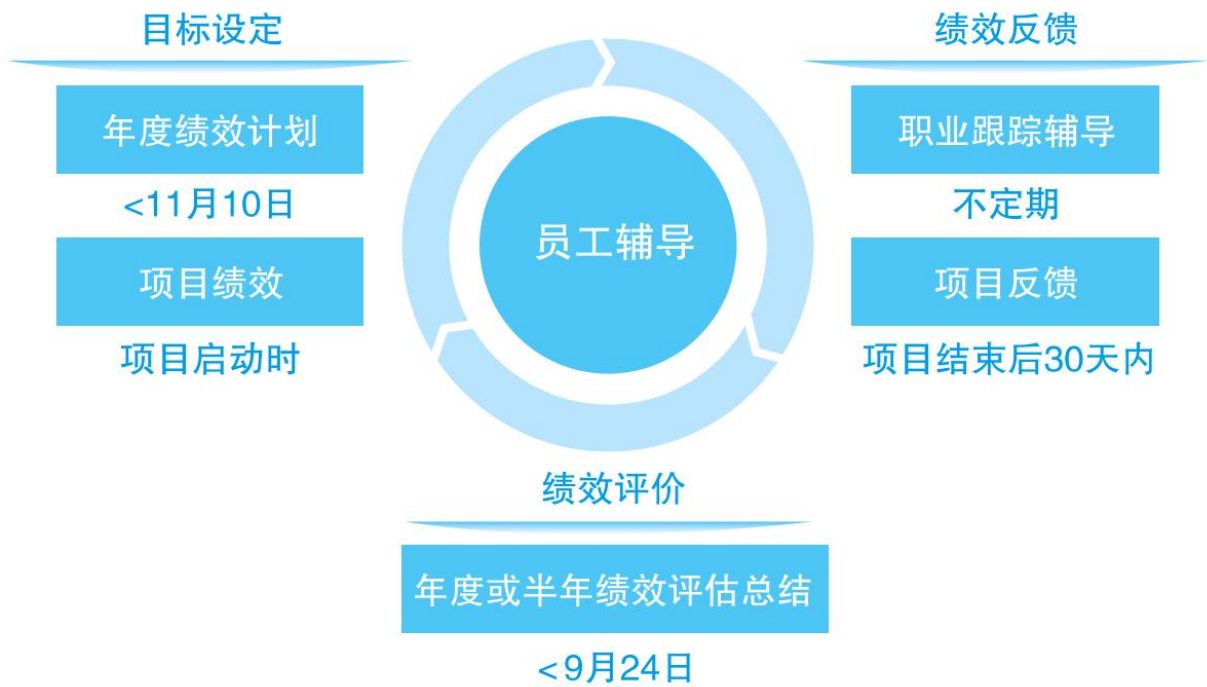 目标设定
年度绩效计划
<11月10日
项目绩效
项目启动时
员工辅导
绩效反馈
职业跟踪辅导
不定期
项目反馈
项目结束后30天内
绩效评价
年度或半年绩效评估总结
<9月24日